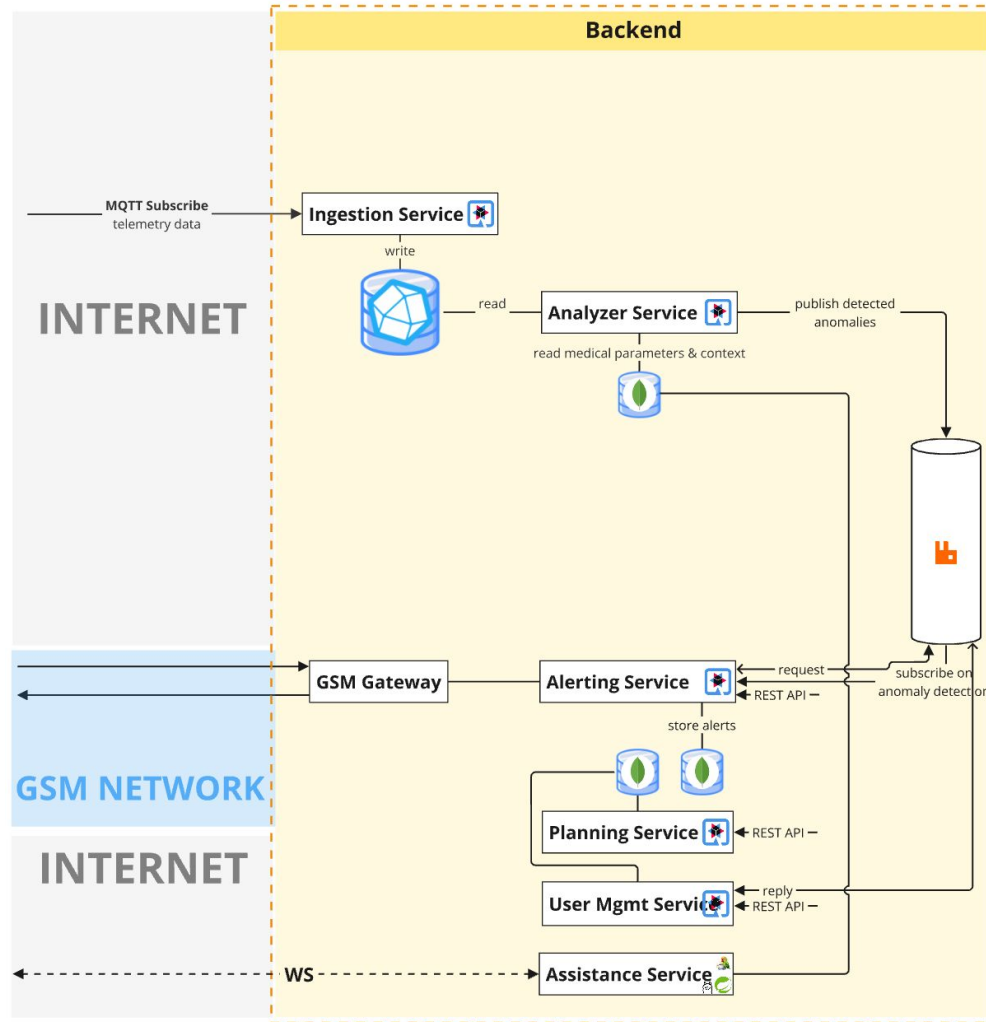 Backend
MQTT Subscribe
telemetry data
Ingestion Service
write
INTERNET
read
Analyzer Service
publish detected
anomalies
read medical parameters & context
GSM Gateway
Alerting Service
request
subscribe on
anomaly detection
REST API
store alerts
GSM NETWORK
Planning Service
REST API
INTERNET
User Mgmt Service
reply
REST API
WS
Assistance Service